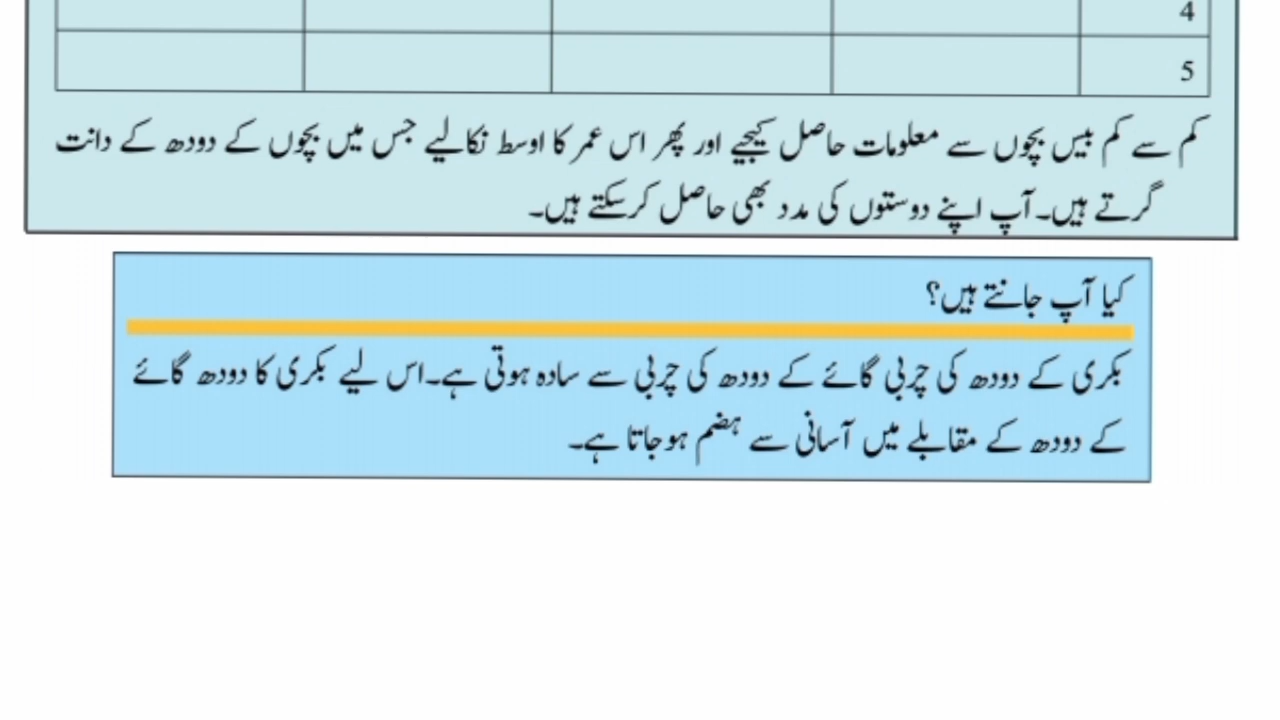 4
5
کم سے کم بیس بچوں سے معلومات حاصل کیجیے اور پھر اس عمر کا اوسط نکالیے جس میں بچوں کے دودھ کے دانت
گرتے ہیں۔ آپ اپنے دوستوں کی مدد بھی حاصل کرسکتے ہیں۔
کیا آپ جانتے ہیں؟
بکری کے دودھ کی چربی گائے کے دودھ کی چربی سے سادہ ہوتی ہے۔اس لیے بکری کا دودھ گائے
کے دودھ کے مقابلے میں آسانی سے ہضم ہوجاتا ہے۔